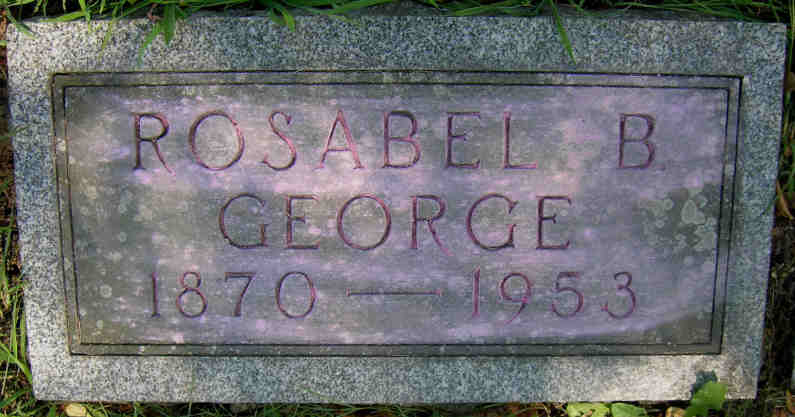 ROSABEL B.
GEORGE
1870 — 1953